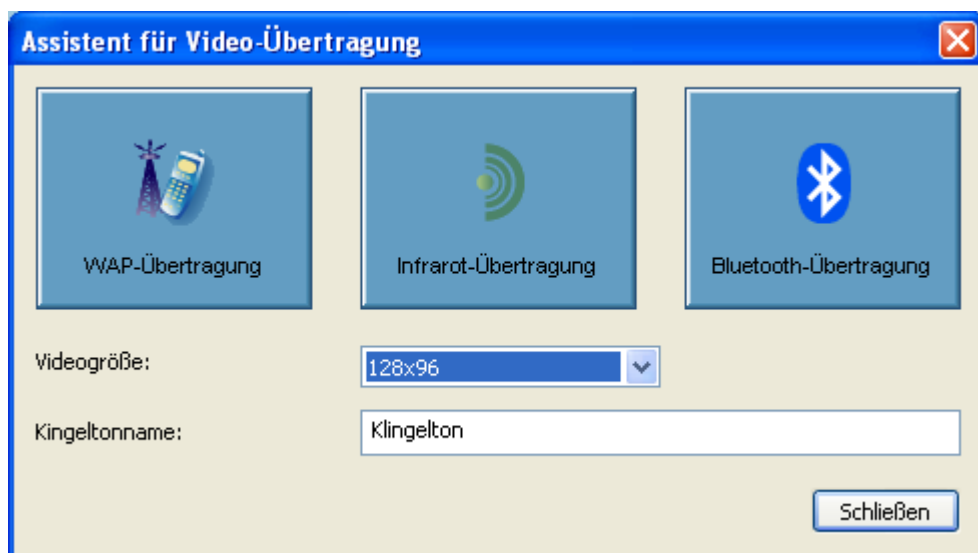 Assistent für Video-Übertragung
WAP-Übertragung
Infrarot-Übertragung
Bluetooth-Übertragung
Videogröße:
128x96
Kingeltonname:
Klingelton
Schließen